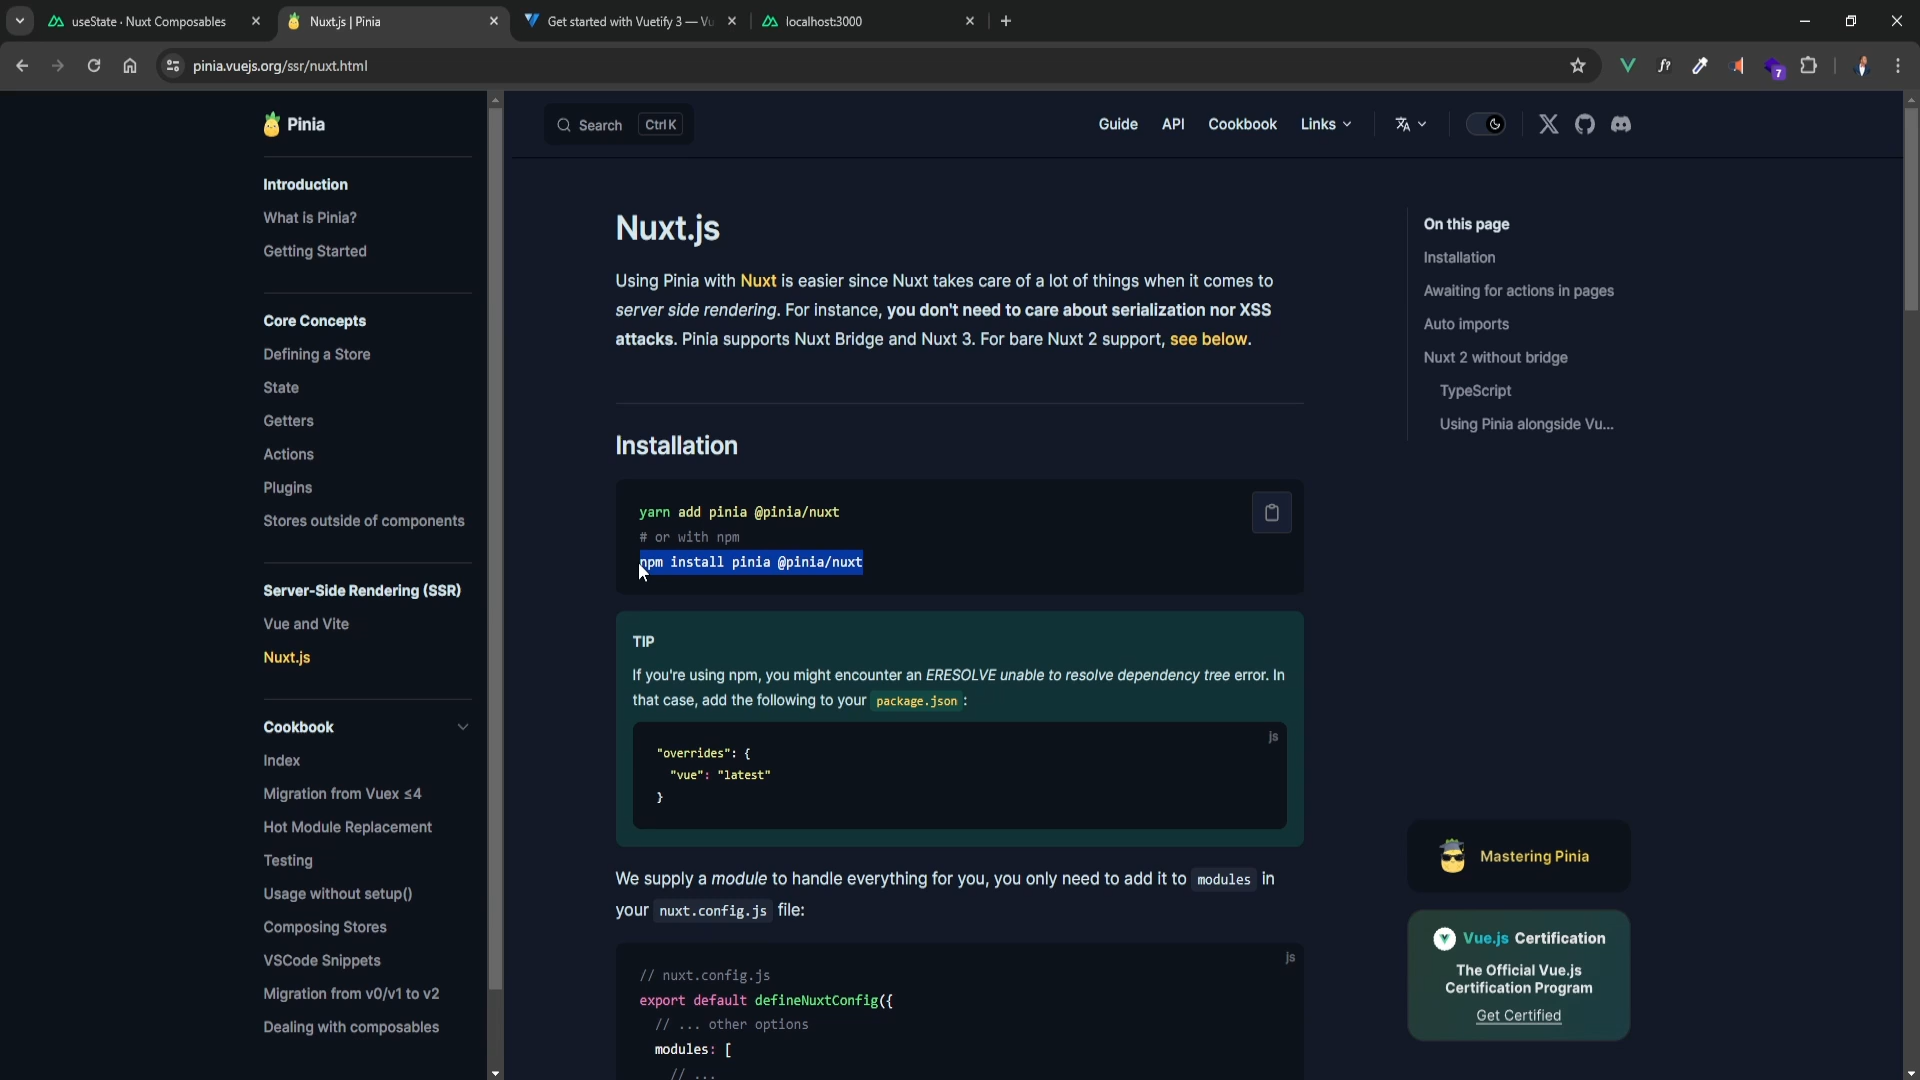 useState · Nuxt Composables
Nuxt.js | Pinia
Get started with Vuetify 3 — Vu
localhost:3000
pinia.vuejs.org/ssr/nuxt.html
f?
7
Pinia
Introduction
What is Pinia?
Getting Started
Core Concepts
Defining a Store
State
Getters
Actions
Plugins
Stores outside of components
Server-Side Rendering (SSR)
Vue and Vite
Nuxt.js
Cookbook
Index
Migration from Vuex ≤4
Hot Module Replacement
Testing
Usage without setup()
Composing Stores
VSCode Snippets
Migration from v0/v1 to v2
Dealing with composables
Search Ctrl K
Guide API Cookbook Links
Nuxt.js
Using Pinia with Nuxt is easier since Nuxt takes care of a lot of things when it comes to
server side rendering. For instance, you don't need to care about serialization nor XSS
attacks. Pinia supports Nuxt Bridge and Nuxt 3. For bare Nuxt 2 support, see below.
Installation
yarn add pinia @pinia/nuxt
# or with npm
npm install pinia @pinia/nuxt
TIP
If you're using npm, you might encounter an ERESOLVE unable to resolve dependency tree error. In
that case, add the following to your package.json :
js
"overrides": {
"vue": "latest"
}
We supply a module to handle everything for you, you only need to add it to modules in
your nuxt.config.js file:
js
// nuxt.config.js
export default defineNuxtConfig({
// ... other options
modules: [
// ...
On this page
Installation
Awaiting for actions in pages
Auto imports
Nuxt 2 without bridge
TypeScript
Using Pinia alongside Vu...
Mastering Pinia
Vue.js Certification
The Official Vue.js
Certification Program
Get Certified